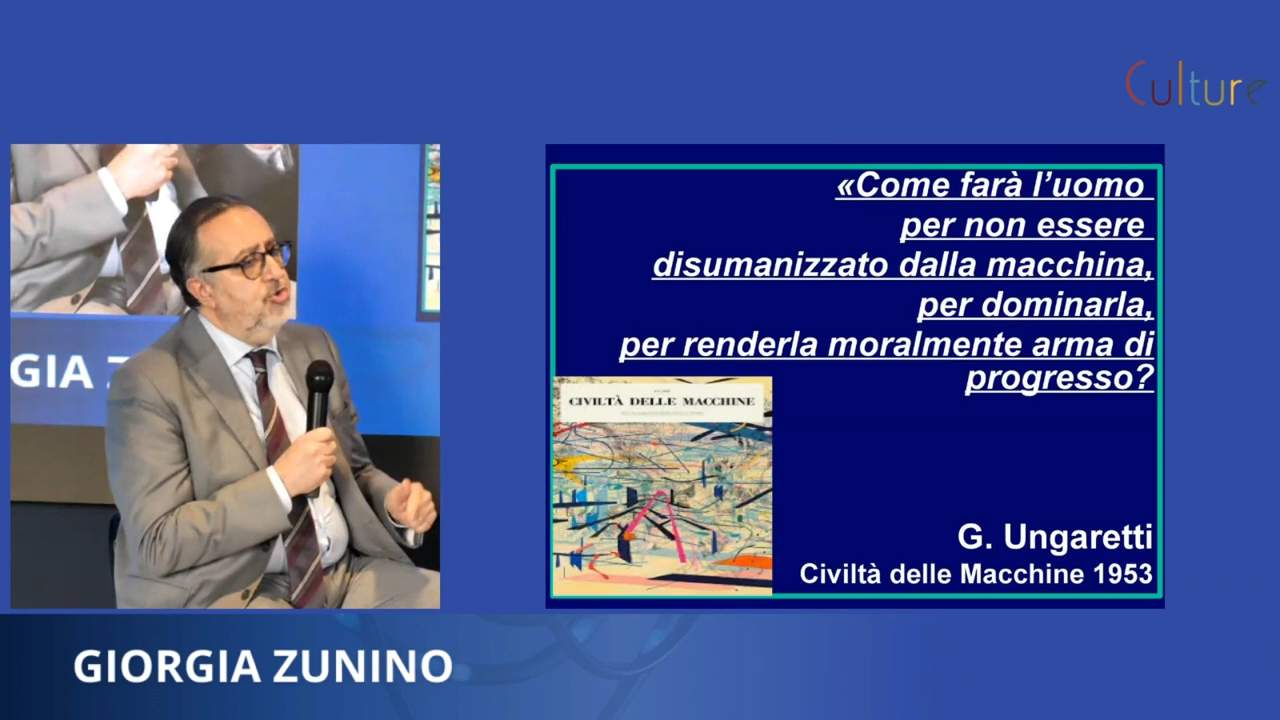 Culture
«Come farà l’uomo
per non essere
disumanizzato dalla macchina,
per dominarla,
per renderla moralmente arma di
progresso?
CIVILTÀ DELLE MACCHINE
G. Ungaretti
Civiltà delle Macchine 1953
GIA Z
GIORGIA ZUNINO